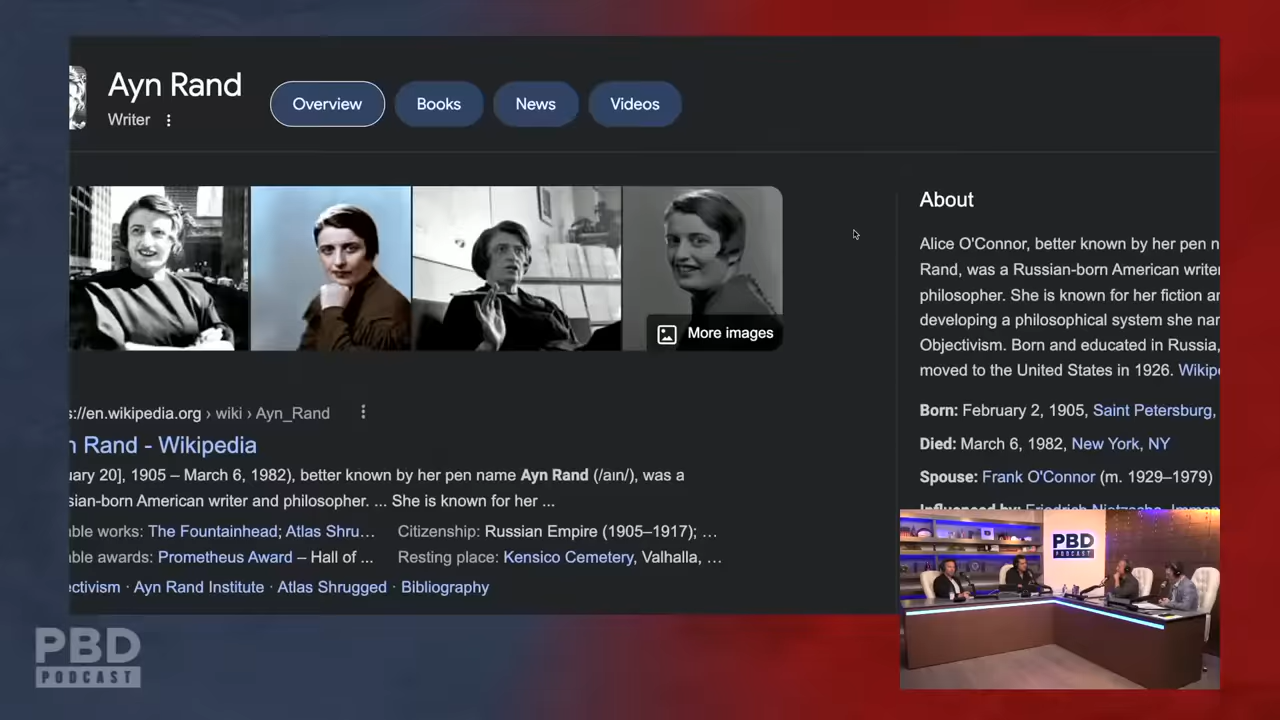 Ayn Rand
Writer
Overview
Books
News
Videos
More images
About
Alice O'Connor, better known by her pen n
Rand, was a Russian-born American writer
philosopher. She is known for her fiction ar
developing a philosophical system she nar
Objectivism. Born and educated in Russia,
moved to the United States in 1926. Wikip
Born: February 2, 1905, Saint Petersburg,
Died: March 6, 1982, New York, NY
Spouse: Frank O'Connor (m. 1929–1979)
Influenced by: Friedrich Nietzsche, Imman
s://en.wikipedia.org › wiki › Ayn_Rand
n Rand - Wikipedia
uary 20], 1905 – March 6, 1982), better known by her pen name Ayn Rand (/aɪn/), was a
sian-born American writer and philosopher. ... She is known for her ...
able works: The Fountainhead; Atlas Shru... Citizenship: Russian Empire (1905–1917); ...
able awards: Prometheus Award – Hall of ... Resting place: Kensico Cemetery, Valhalla, ...
ectivism · Ayn Rand Institute · Atlas Shrugged · Bibliography
PBD
PODCAST
PBD
PODCAST